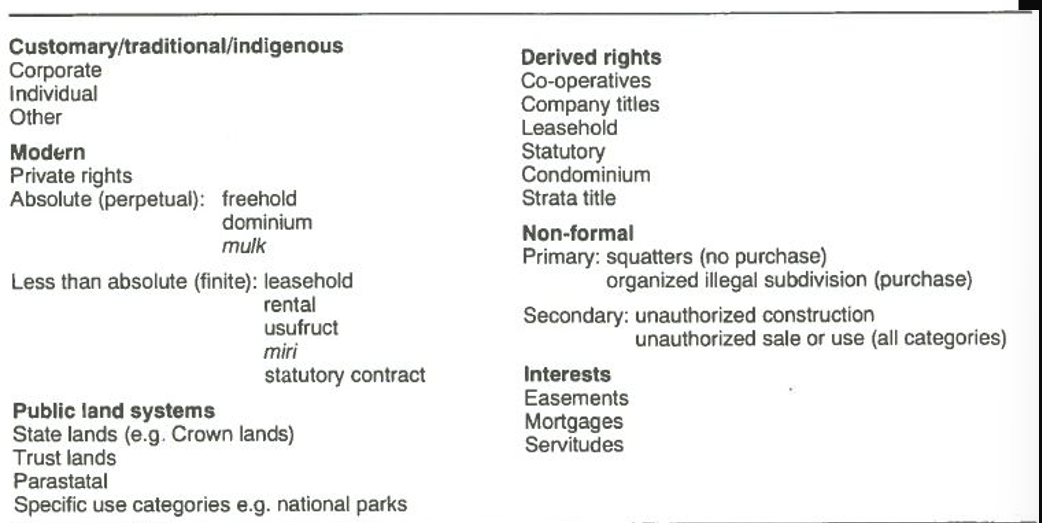 Customary/traditional/indigenous
Corporate
Individual
Other
Modern
Private rights
Absolute (perpetual): freehold
dominium
mulk
Less than absolute (finite): leasehold
rental
usufruct
miri
statutory contract
Public land systems
State lands (e.g. Crown lands)
Trust lands
Parastatal
Specific use categories e.g. national parks
Derived rights
Co-operatives
Company titles
Leasehold
Statutory
Condominium
Strata title
Non-formal
Primary: squatters (no purchase)
organized illegal subdivision (purchase)
Secondary: unauthorized construction
unauthorized sale or use (all categories)
Interests
Easements
Mortgages
Servitudes